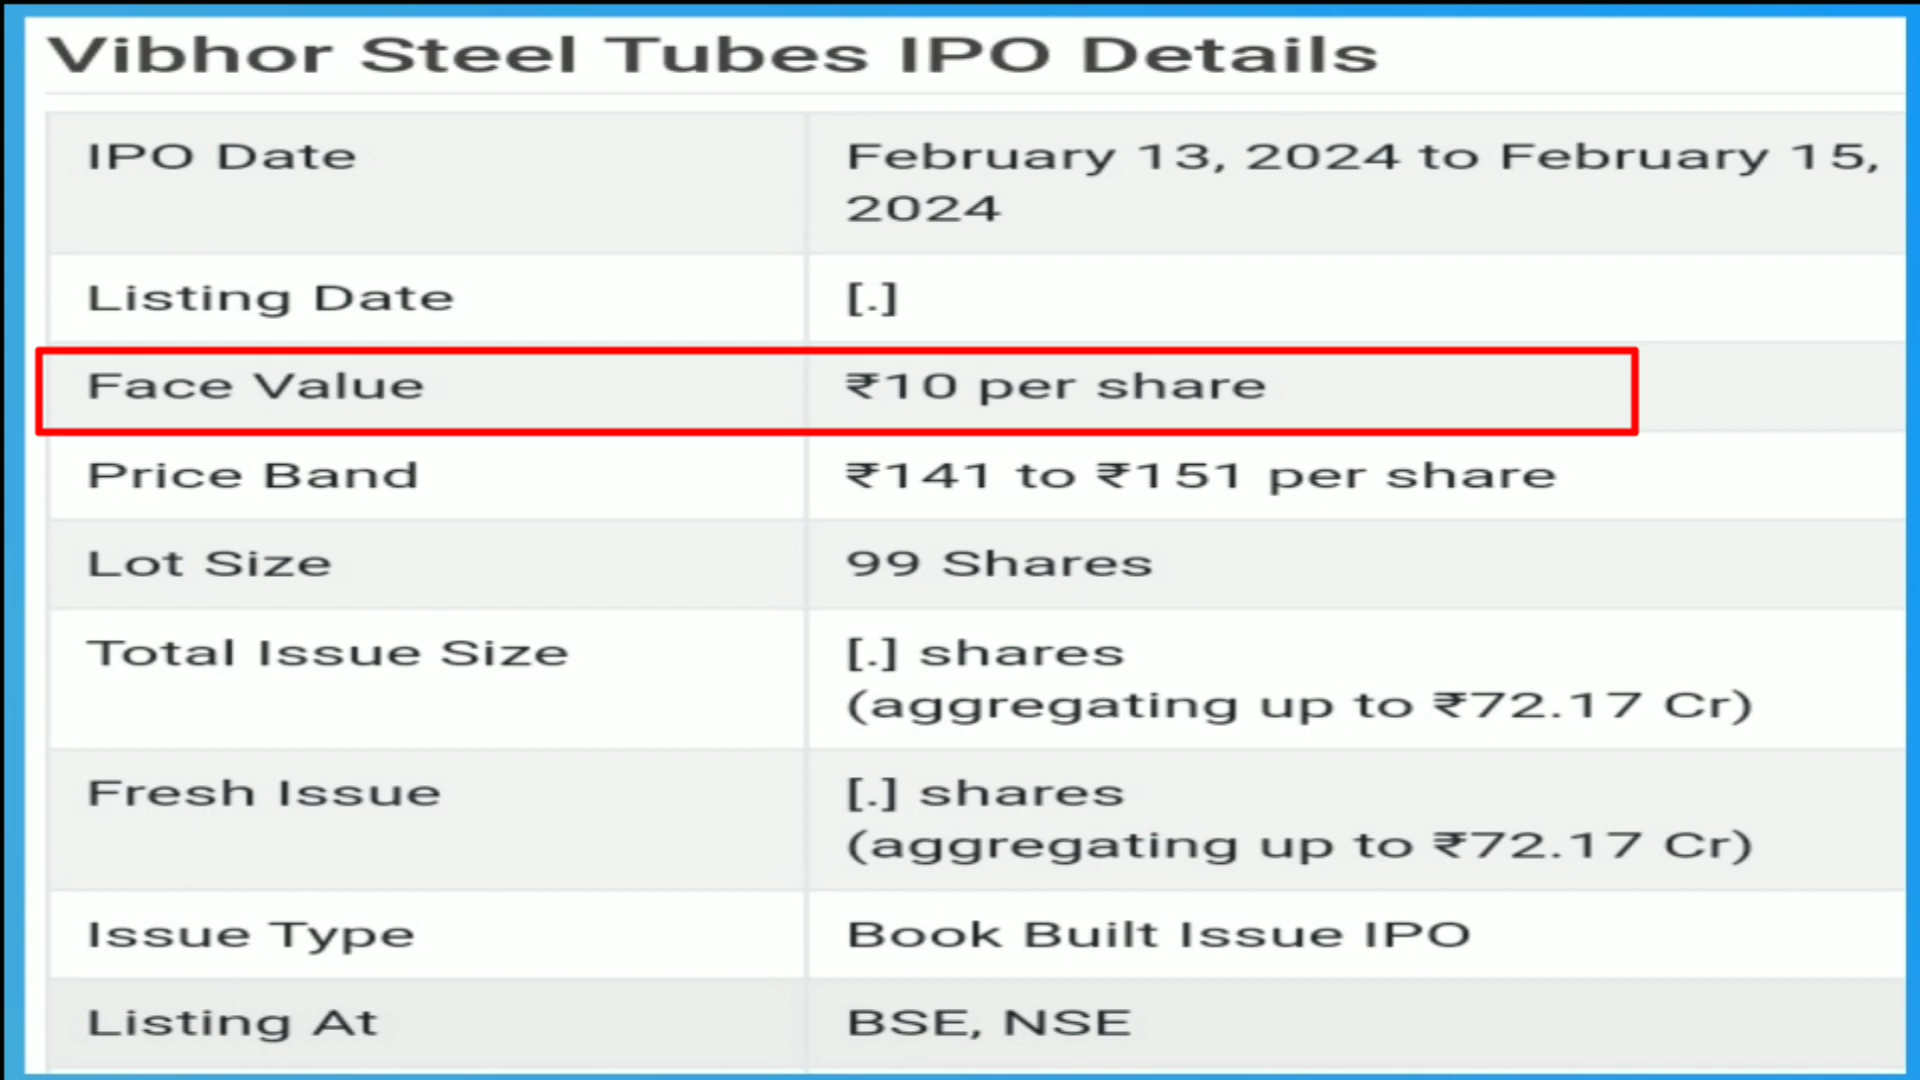 Vibhor Steel Tubes IPO Details
IPO Date
February 13, 2024 to February 15,
2024
Listing Date
[.]
Face Value
₹10 per share
Price Band
₹141 to ₹151 per share
Lot Size
99 Shares
Total Issue Size
[.] shares
(aggregating up to ₹72.17 Cr)
Fresh Issue
[.] shares
(aggregating up to ₹72.17 Cr)
Issue Type
Book Built Issue IPO
Listing At
BSE, NSE